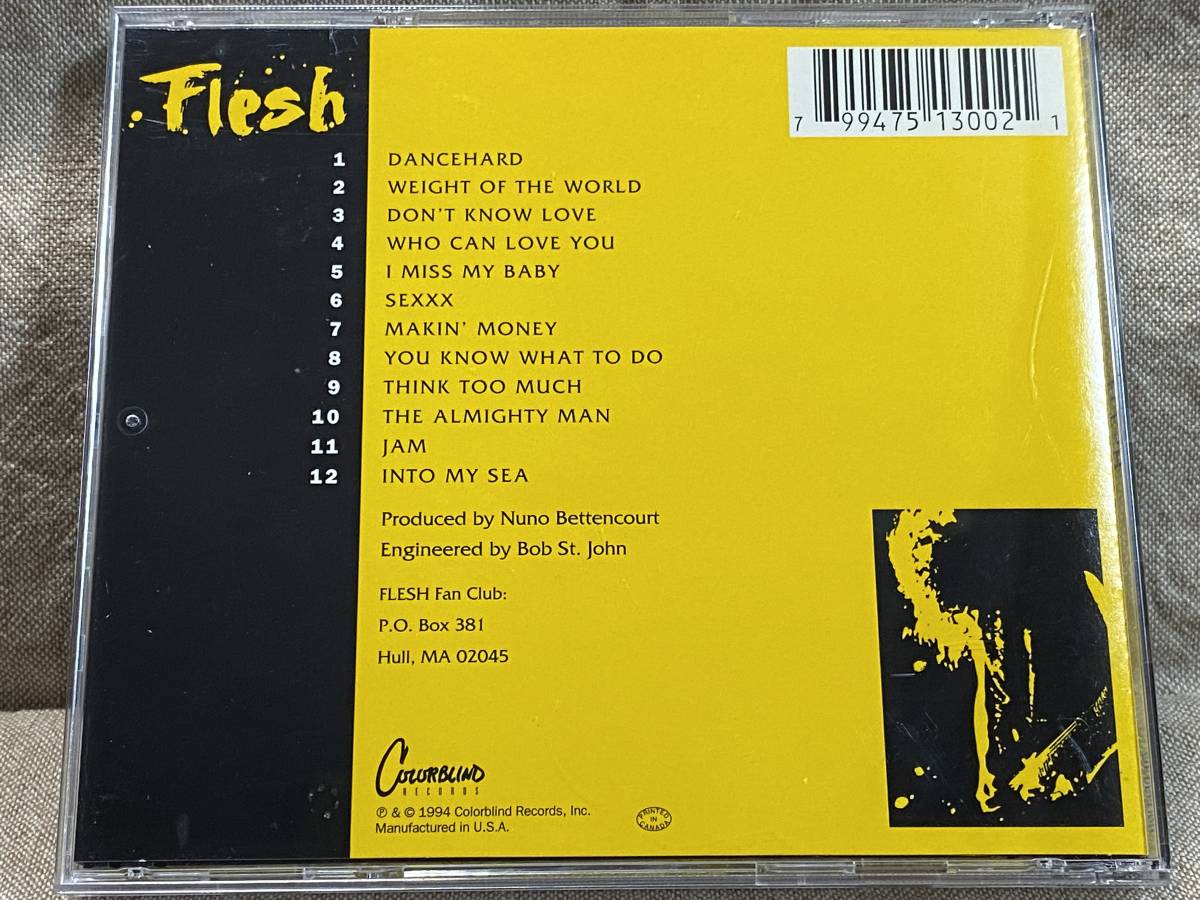 Flesh
7 99475 13002 1
1 DANCEHARD
2 WEIGHT OF THE WORLD
3 DON'T KNOW LOVE
4 WHO CAN LOVE YOU
5 I MISS MY BABY
6 SEXXX
7 MAKIN' MONEY
8 YOU KNOW WHAT TO DO
9 THINK TOO MUCH
10 THE ALMIGHTY MAN
11 JAM
12 INTO MY SEA
Produced by Nuno Bettencourt
Engineered by Bob St. John
FLESH Fan Club:
P.O. Box 381
Hull, MA 02045
COLORBLIND
RECORDS
℗ & © 1994 Colorblind Records, Inc.
Manufactured in U.S.A.
PRINTED
IN
CANADA